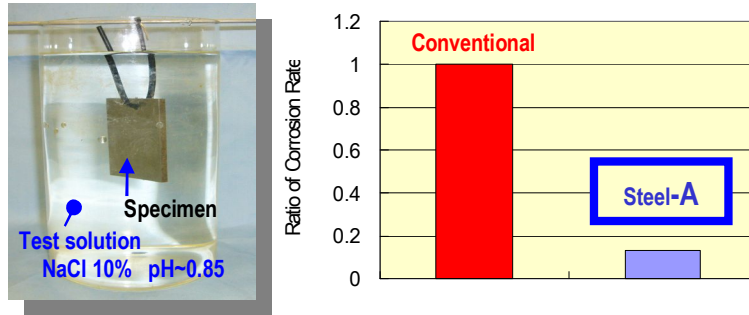 Specimen
Test solution
NaCl 10% pH~0.85
Ratio of Corrosion Rate
1.2
1
0.8
0.6
0.4
0.2
0
Conventional
Steel-A